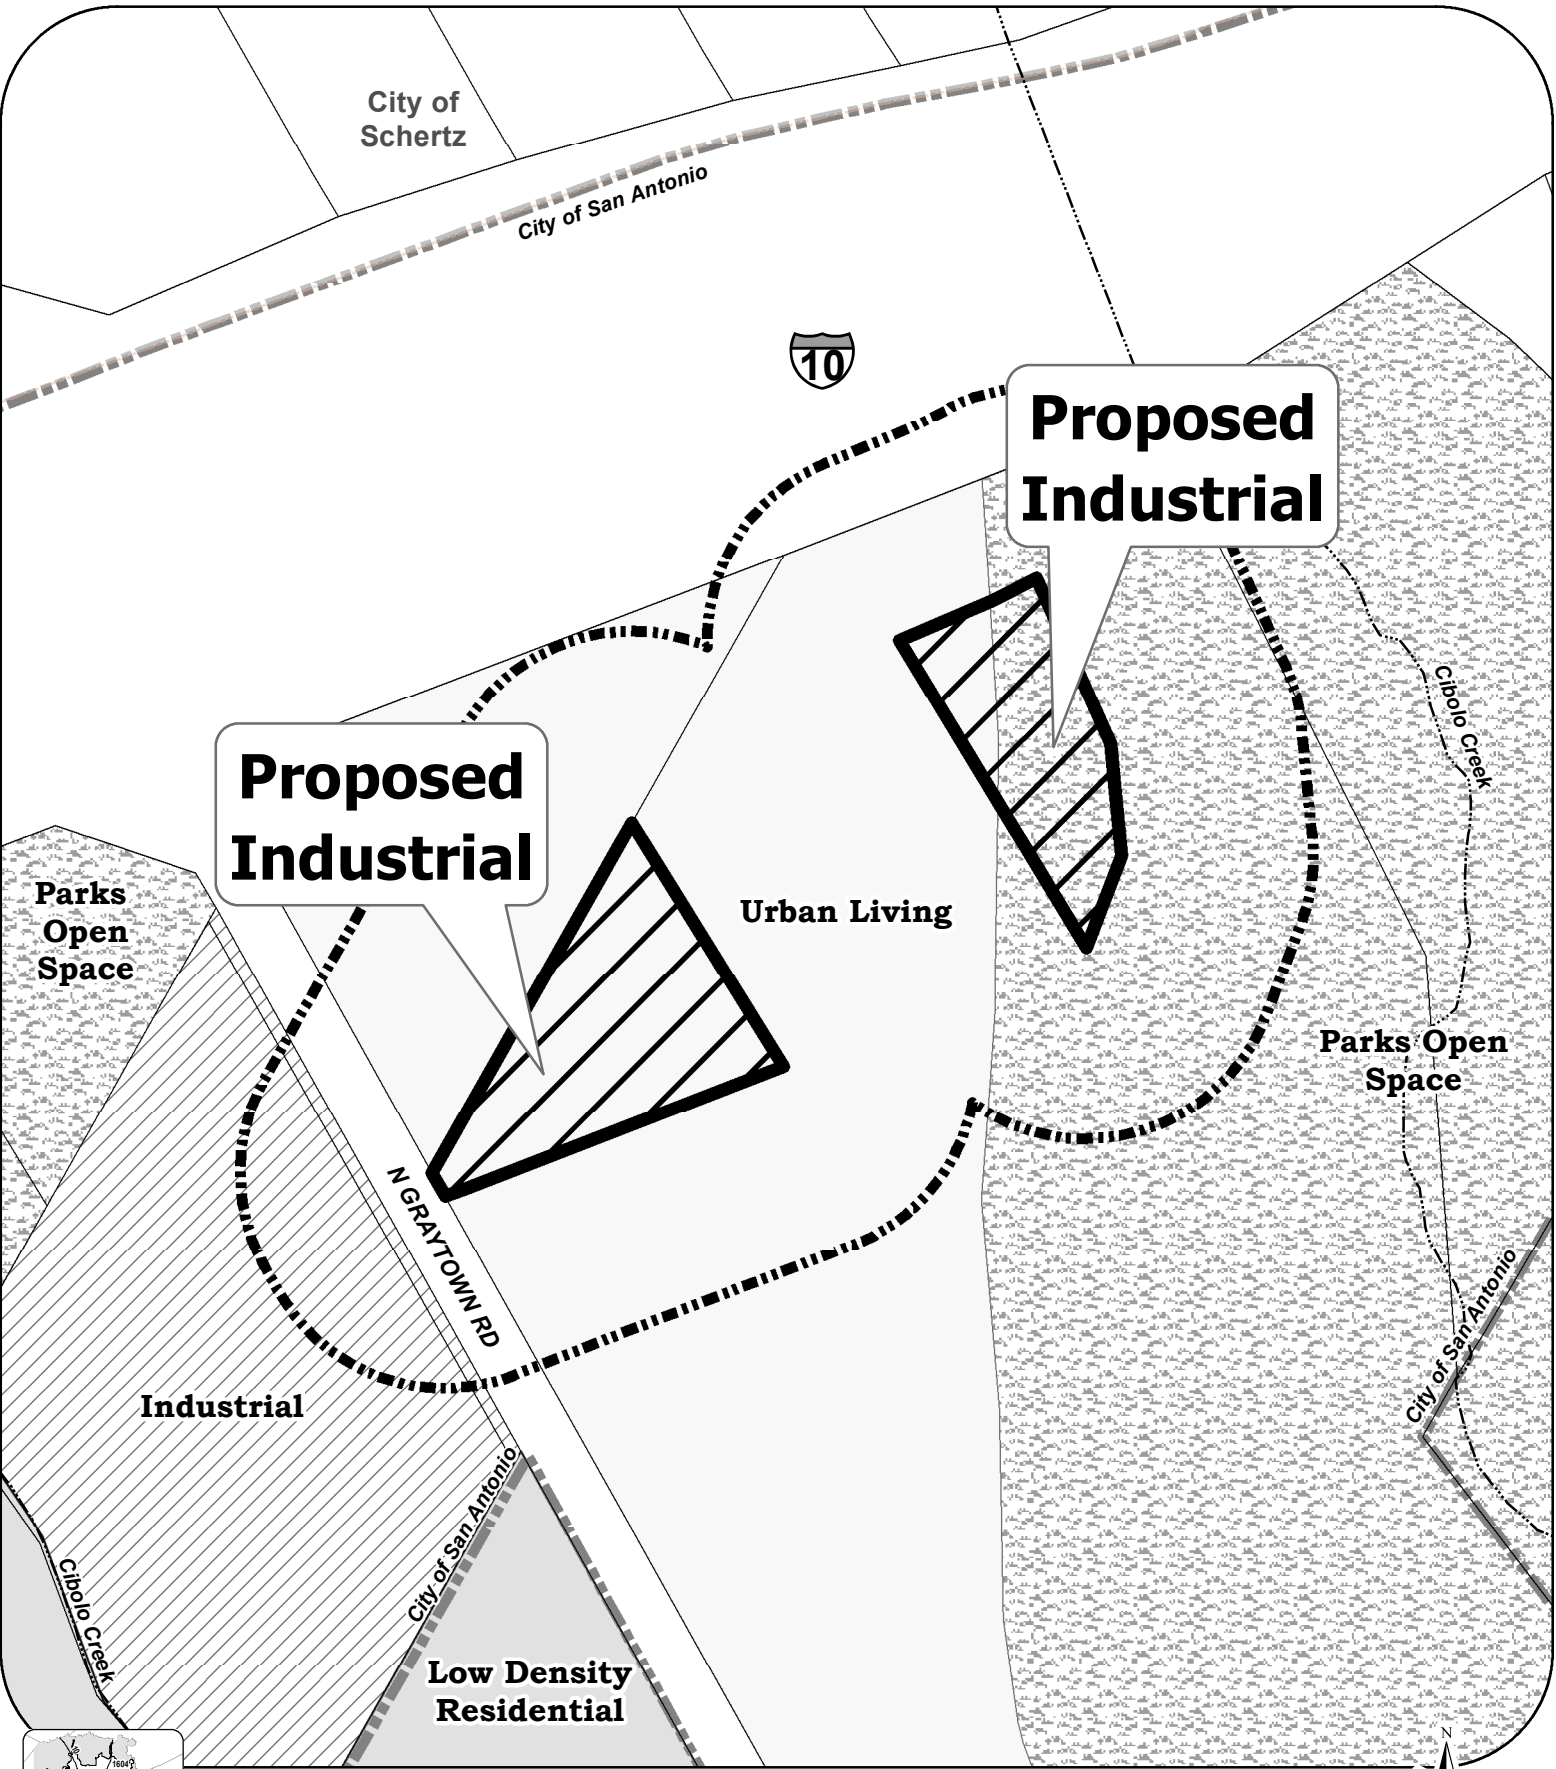 City of
Schertz
City of San Antonio
10
Proposed
Industrial
Proposed
Industrial
Cibolo Creek
Parks
Open
Space
Urban Living
Parks Open
Space
N GRAYTOWN RD
City of San Antonio
Industrial
City of San Antonio
Cibolo Creek
Low Density
Residential
N
10
1604